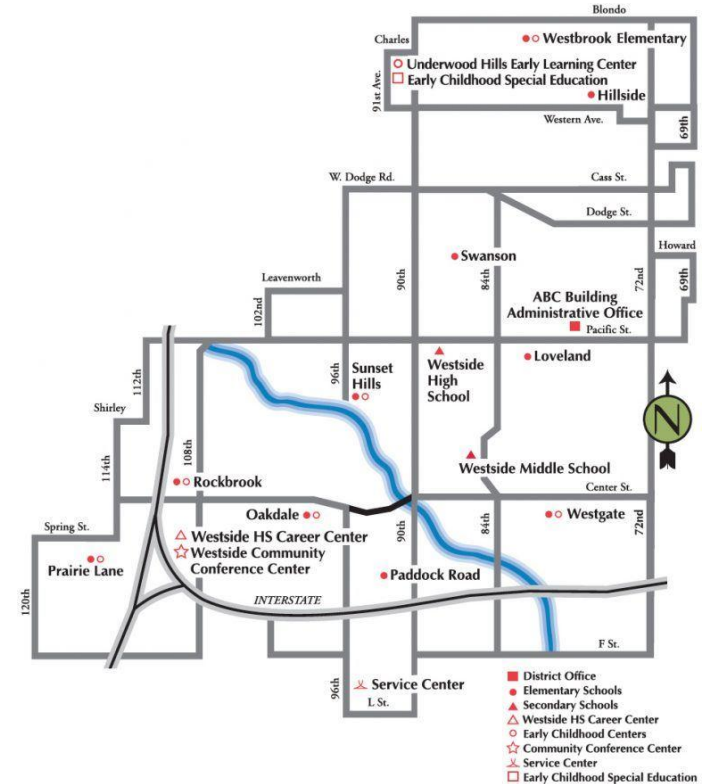 Blondo
Charles
Westbrook Elementary
Underwood Hills Early Learning Center
Early Childhood Special Education
91st Ave.
Hillside
Western Ave.
69th
W. Dodge Rd.
Cass St.
Dodge St.
Swanson
Howard
Leavenworth
102nd
90th
84th
72nd
69th
ABC Building
Administrative Office
Pacific St.
112th
96th
Sunset
Hills
Westside
High
School
Loveland
N
Shirley
108th
114th
Rockbrook
Westside Middle School
Center St.
Oakdale
Westgate
Spring St.
Westside HS Career Center
Westside Community
Conference Center
90th
84th
72nd
Prairie Lane
Paddock Road
120th
INTERSTATE
F St.
96th
Service Center
L St.
District Office
Elementary Schools
Secondary Schools
Westside HS Career Center
Early Childhood Centers
Community Conference Center
Service Center
Early Childhood Special Education